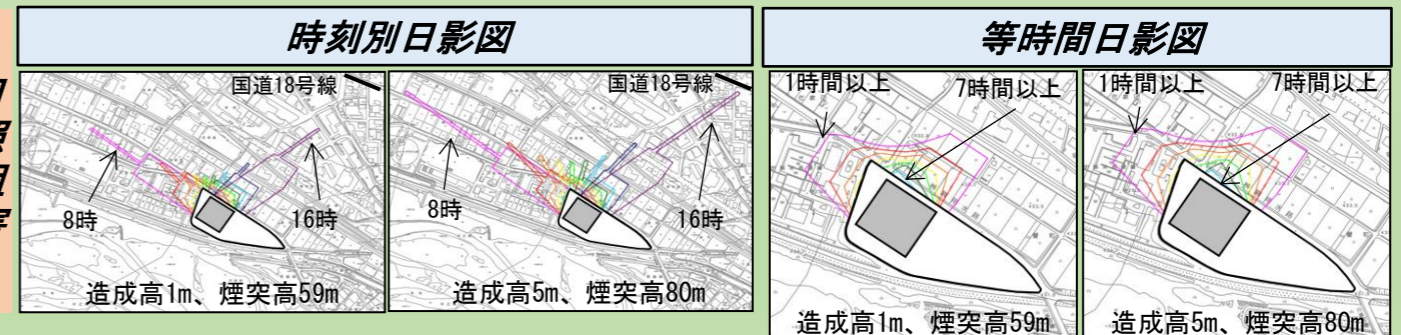 時刻別日影図
国道18号線
8時
16時
造成高1m、煙突高59m
国道18号線
8時
16時
造成高5m、煙突高80m
等時間日影図
1時間以上
7時間以上
造成高1m、煙突高59m
1時間以上
7時間以上
造成高5m、煙突高80m